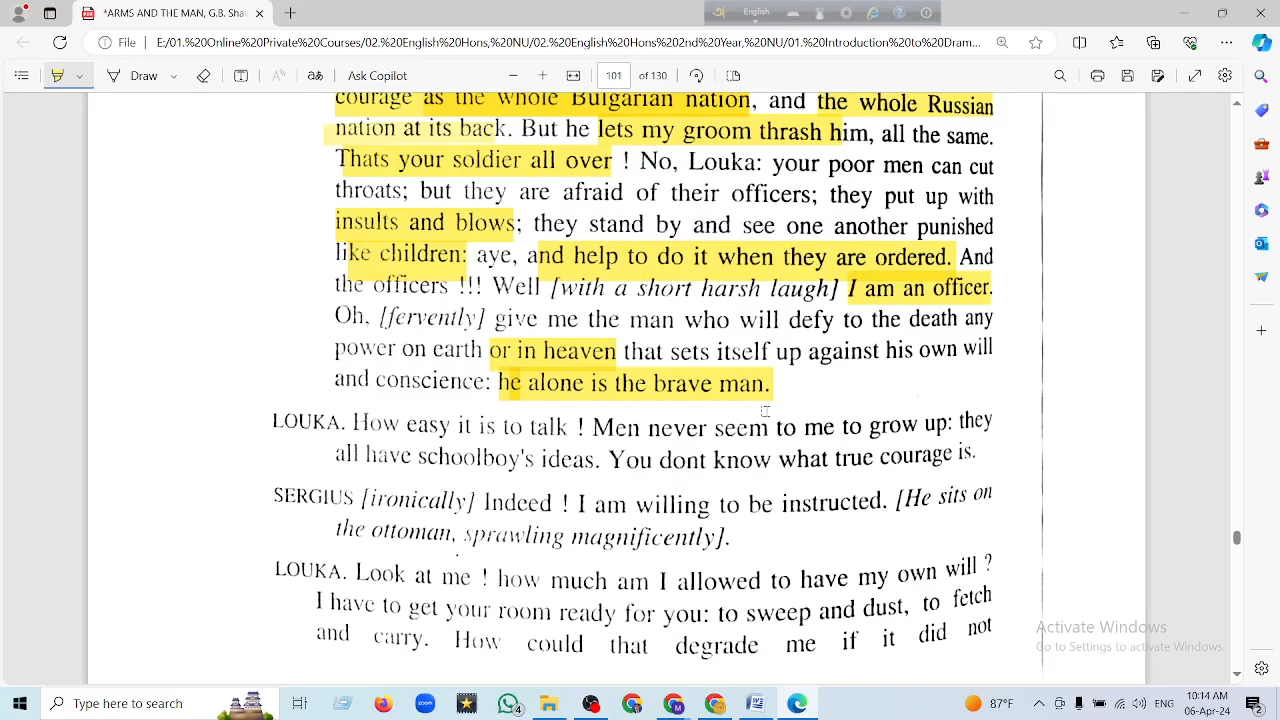 *ARMS AND THE MAN, G.B. Sha
English
File
E:/01.%20Online%20Private%20Courses/02.%20English%20Hons/02.%20English%20Hons.%202nd%20Year/01.%20Introduction%20to%20Dram...
Draw
Ask Copilot
101 of 130
courage as the whole Bulgarian nation, and the whole Russian
nation at its back. But he lets my groom thrash him, all the same.
Thats your soldier all over ! No, Louka: your poor men can cut
throats; but they are afraid of their officers; they put up with
insults and blows; they stand by and see one another punished
like children: aye, and help to do it when they are ordered. And
the officers !!! Well [with a short harsh laugh] I am an officer.
Oh, [fervently] give me the man who will defy to the death any
power on earth or in heaven that sets itself up against his own will
and conscience: he alone is the brave man.
LOUKA. How easy it is to talk ! Men never seem to me to grow up: they
all have schoolboy's ideas. You dont know what true courage is.
SERGIUS [ironically] Indeed ! I am willing to be instructed. [He sits on
the ottoman, sprawling magnificently].
LOUKA. Look at me ! how much am I allowed to have my own will ?
I have to get your room ready for you: to sweep and dust, to fetch
and carry. How could that degrade me if it did not
Activate Windows
Go to Settings to activate Windows.
Type here to search
zoom
4
87°F
10:14 AM
06-Apr-24
2